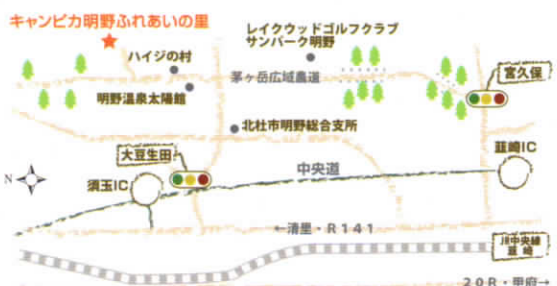 キャンピカ明野ふれあいの里
レイクウッドゴルフクラブ
サンパーク明野
ハイジの村
茅ヶ岳広域農道
宮久保
明野温泉太陽館
北杜市明野総合支所
韮崎IC
大豆生田
中央道
N
須玉IC
←清里・R141
JR中央線
韮崎
20R・甲府→